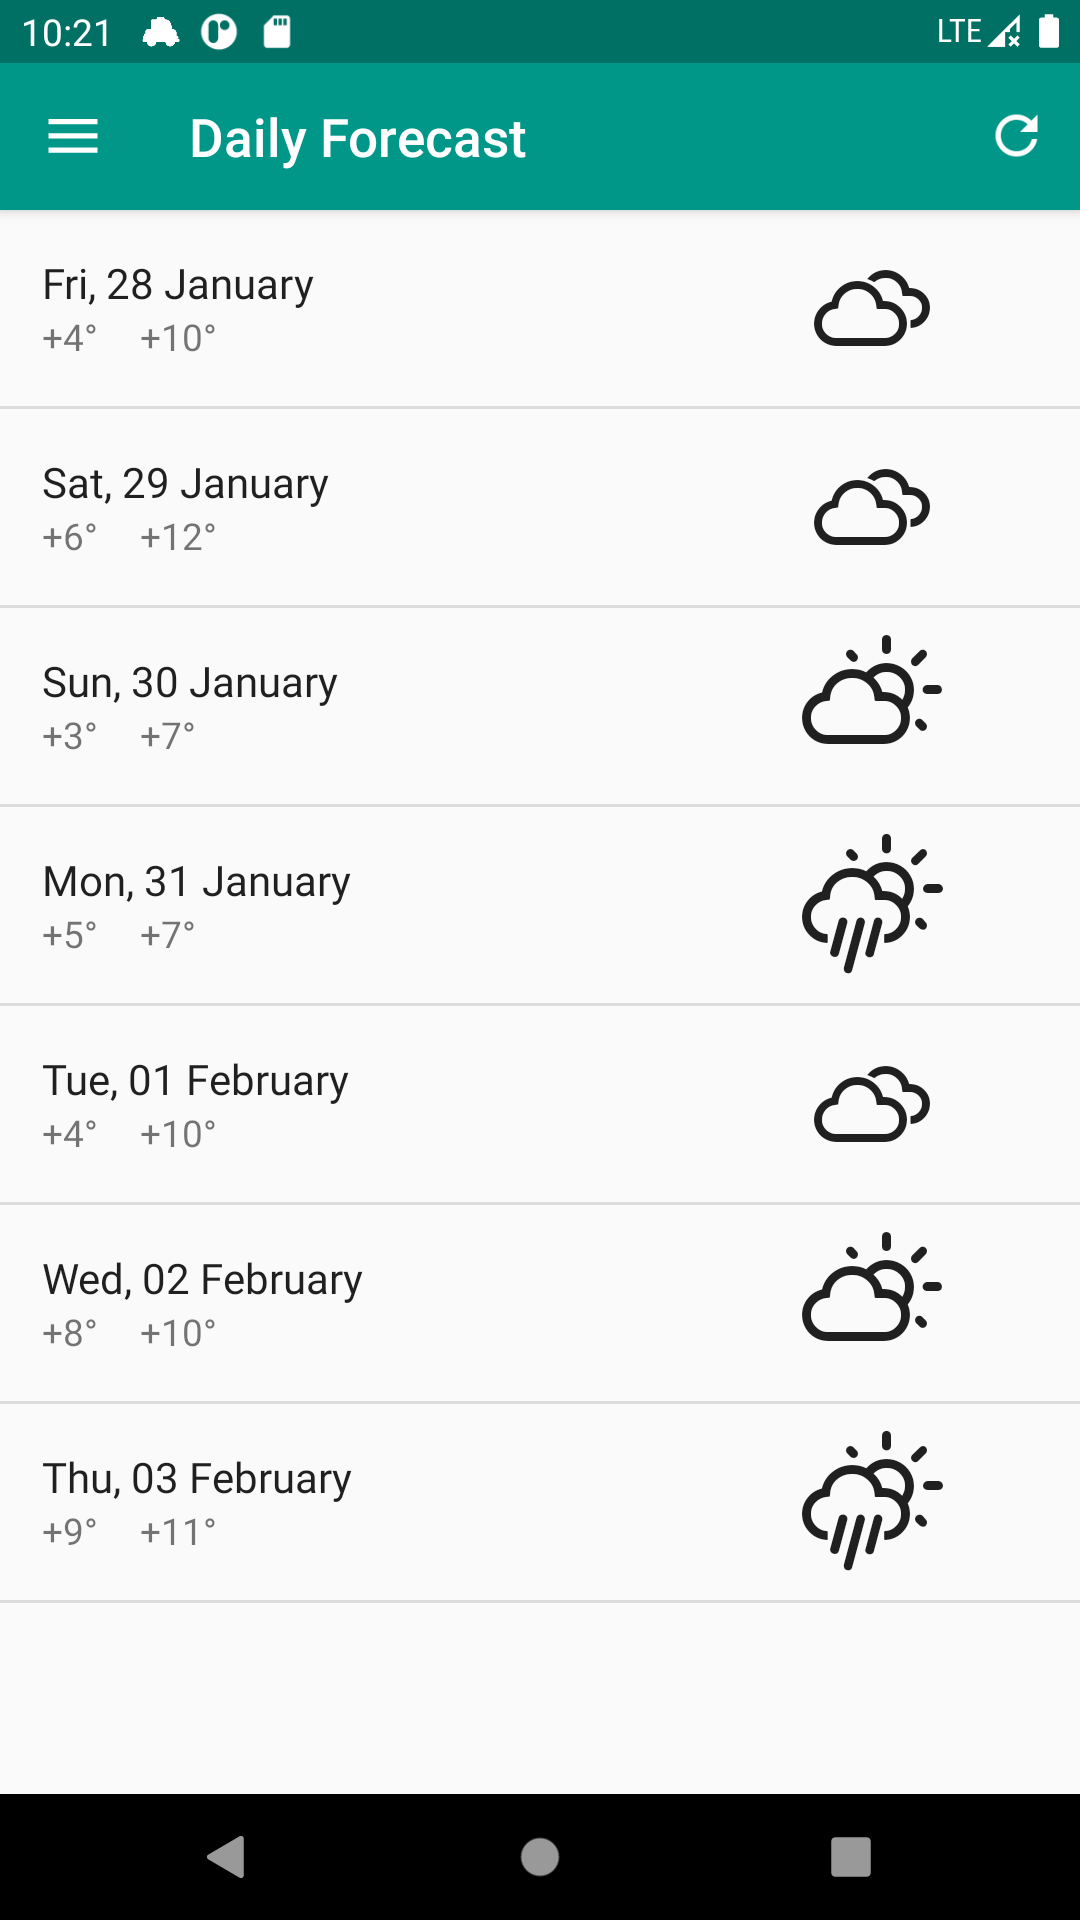 10:21 LTE
Daily Forecast
Fri, 28 January
+4° +10°
Sat, 29 January
+6° +12°
Sun, 30 January
+3° +7°
Mon, 31 January
+5° +7°
Tue, 01 February
+4° +10°
Wed, 02 February
+8° +10°
Thu, 03 February
+9° +11°